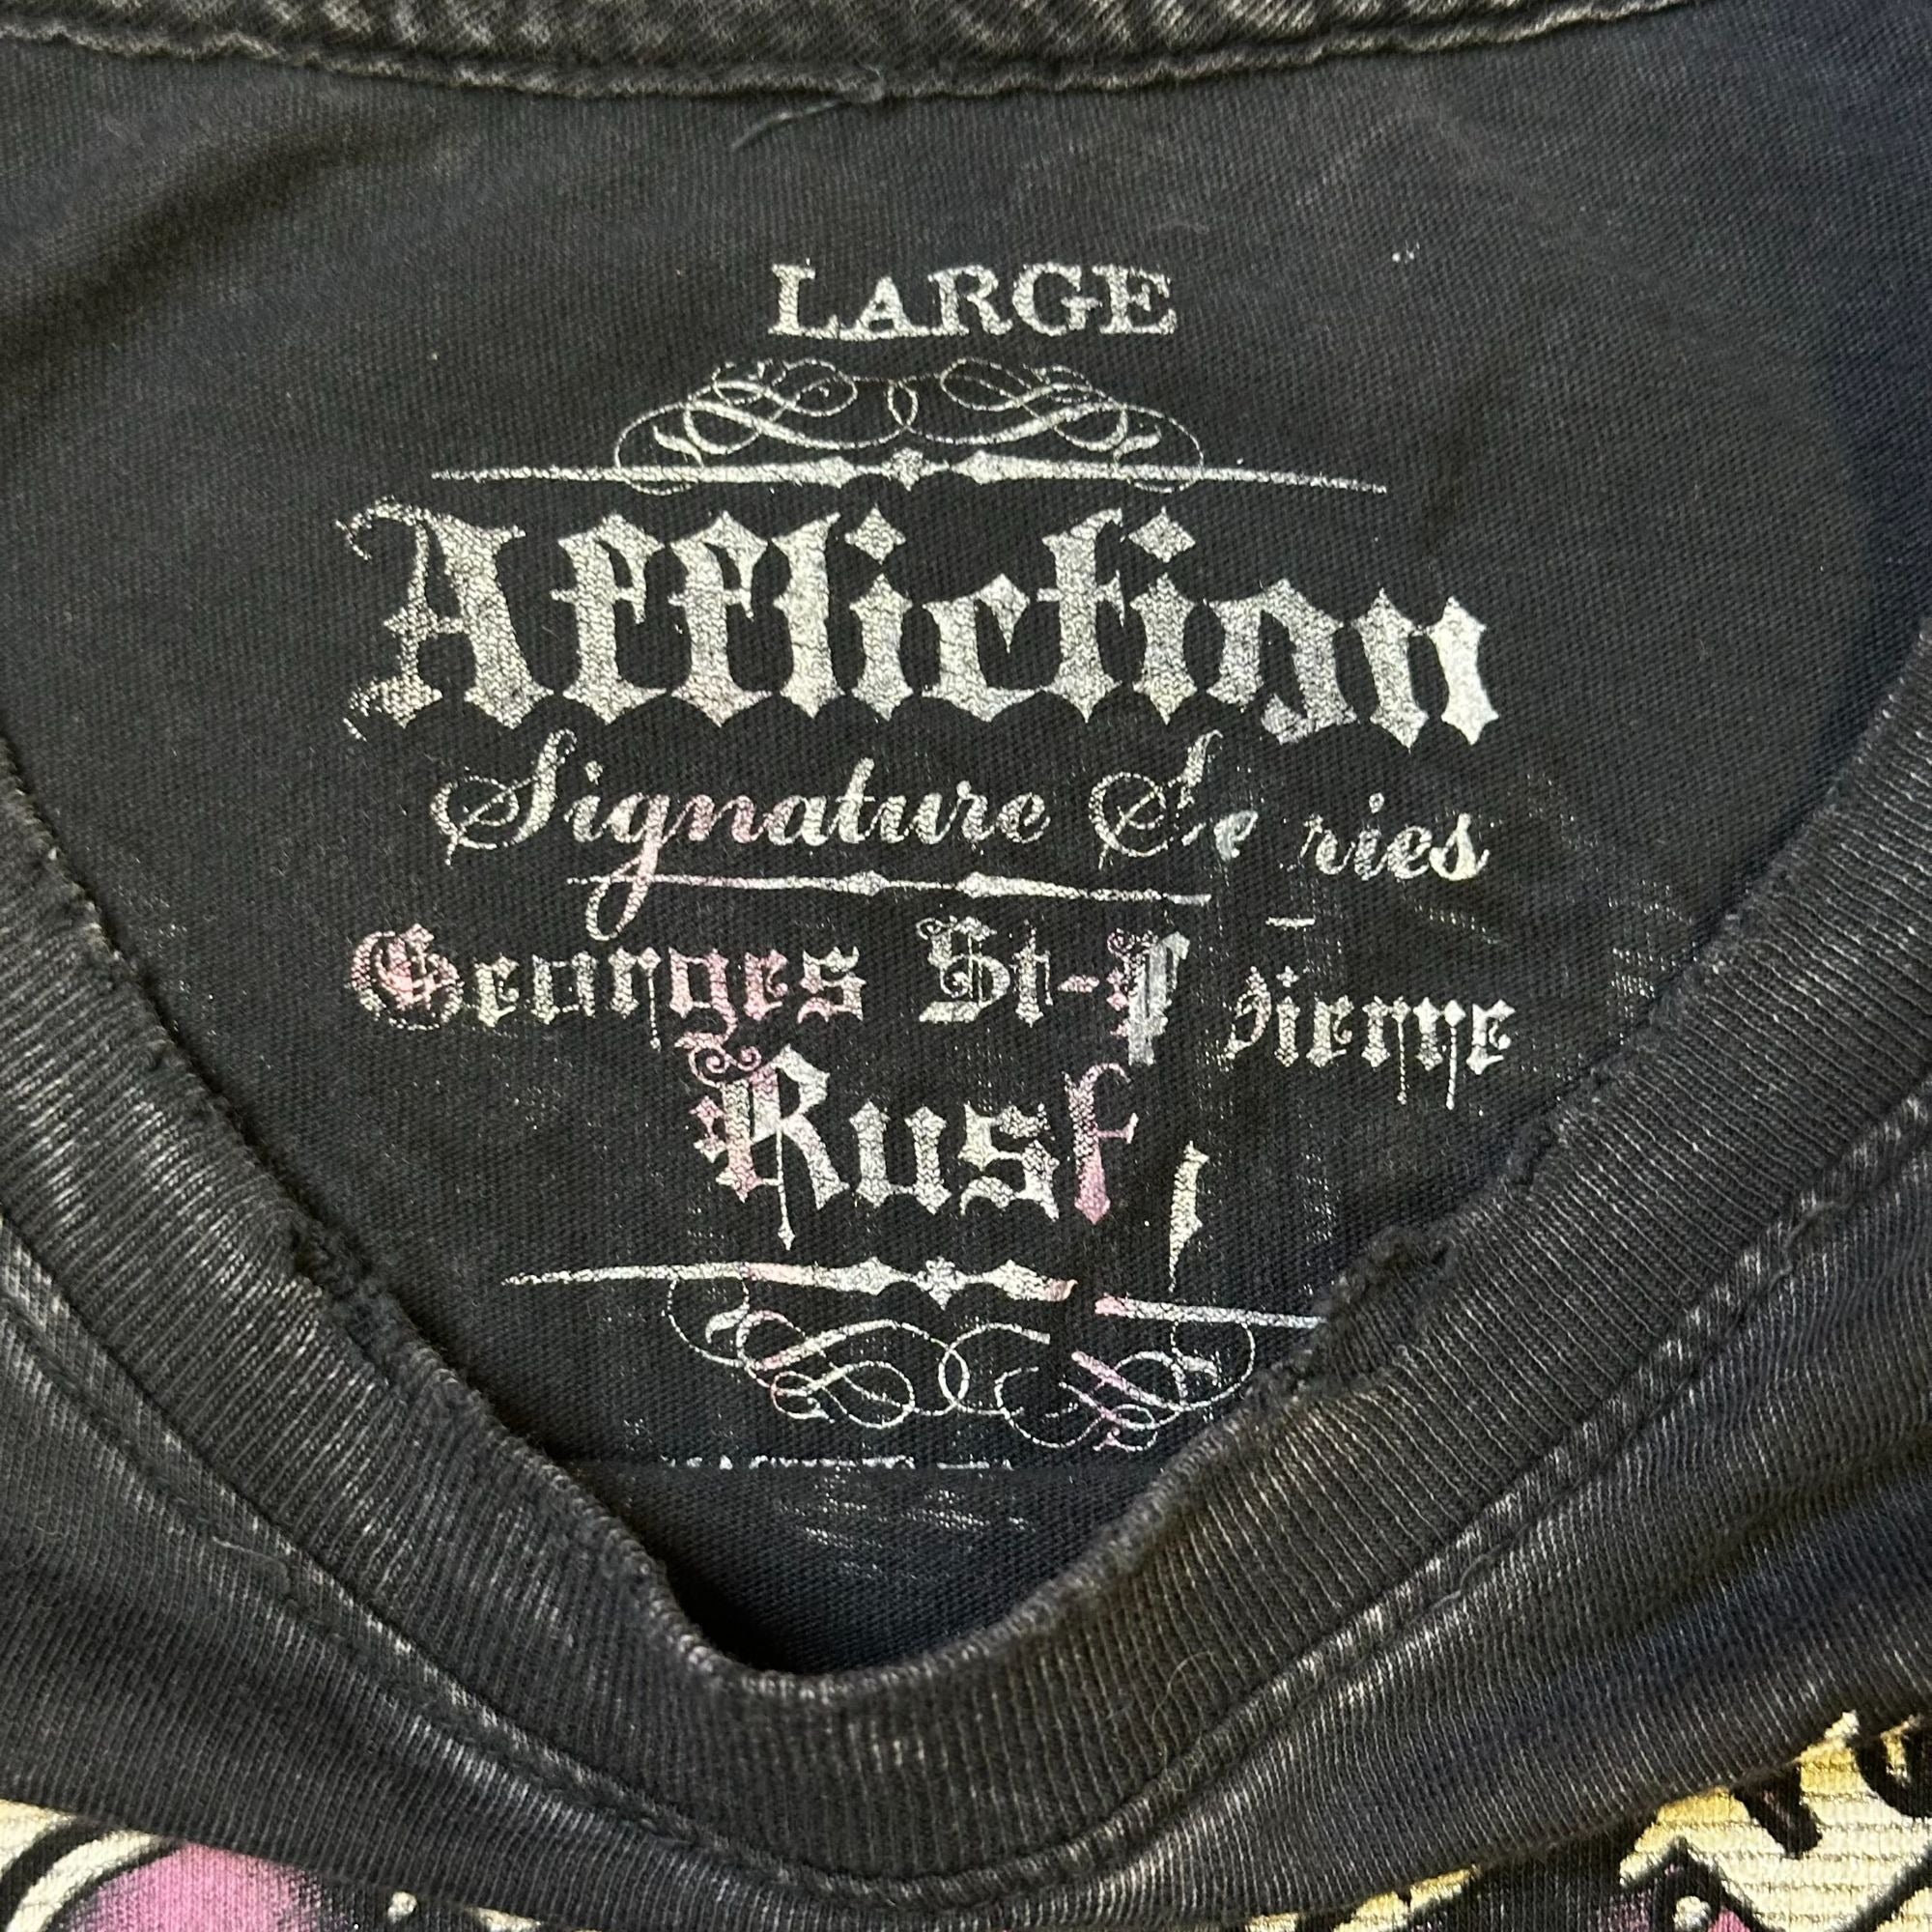 LARGE
Affliction
Signature Series
Georges St-Pierre
Rush